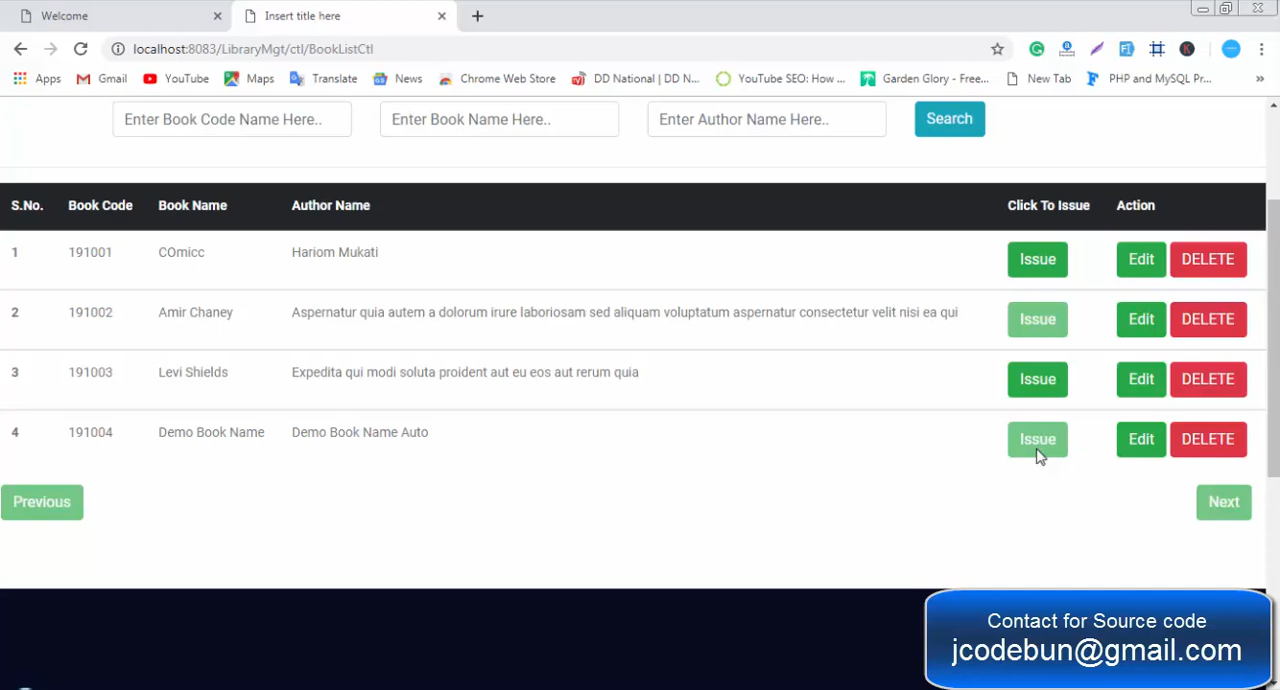 Welcome
Insert title here
localhost:8083/LibraryMgt/ctl/BookListCtl
Apps Gmail YouTube Maps Translate News Chrome Web Store DD National | DD N... YouTube SEO: How ... Garden Glory - Free... New Tab PHP and MySQL Pr... »
Enter Book Code Name Here.. Enter Book Name Here.. Enter Author Name Here.. Search
S.No. Book Code Book Name Author Name Click To Issue Action
1 191001 COmicc Hariom Mukati Issue Edit DELETE
2 191002 Amir Chaney Aspernatur quia autem a dolorum irure laboriosam sed aliquam voluptatum aspernatur consectetur velit nisi ea qui Issue Edit DELETE
3 191003 Levi Shields Expedita qui modi soluta proident aut eu eos aut rerum quia Issue Edit DELETE
4 191004 Demo Book Name Demo Book Name Auto Issue Edit DELETE
Previous Next
Contact for Source code
jcodebun@gmail.com